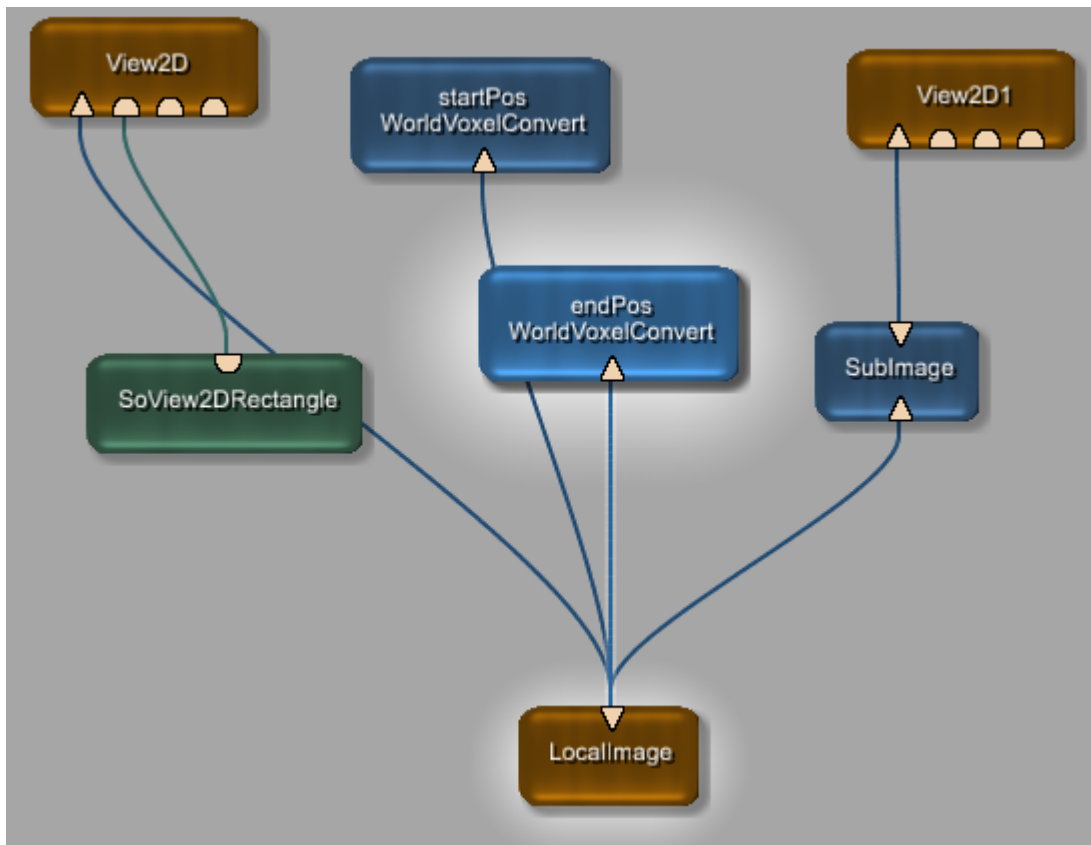 View2D
startPos
WorldVoxelConvert
View2D1
endPos
WorldVoxelConvert
SoView2DRectangle
SubImage
LocalImage